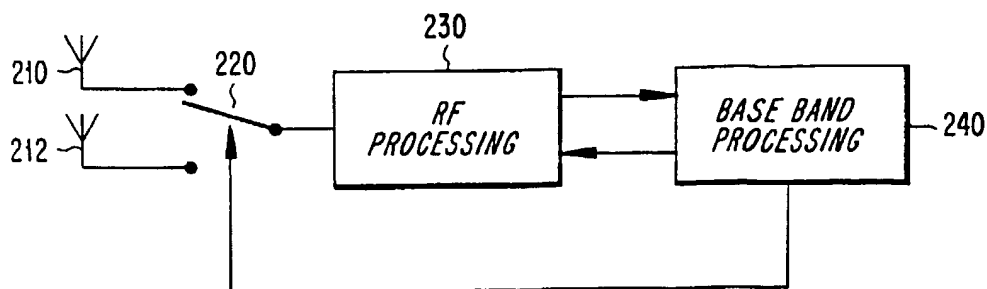 230
210
220
RF
PROCESSING
BASE BAND
PROCESSING
240
212